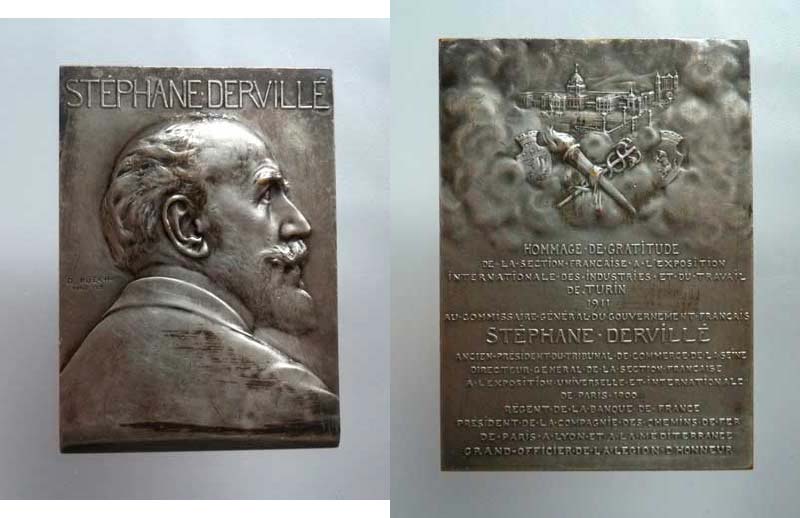 STÉPHANE·DERVILLÉ
D. PUECH
HOMMAGE·DE·GRATITUDE
DE·LA·SECTION·FRANÇAISE·A·L'EXPOSITION
INTERNATIONALE·DES·INDUSTRIES·ET·DU·TRAVAIL
DE·TURIN
1911
AU·COMMISSAIRE·GÉNÉRAL·DU·GOUVERNEMENT·FRANÇAIS
STÉPHANE·DERVILLÉ
ANCIEN·PRÉSIDENT·DU·TRIBUNAL·DE·COMMERCE·DE·LA·SEINE
DIRECTEUR·GÉNÉRAL·DE·LA·SECTION·FRANÇAISE
A·L'EXPOSITION·UNIVERSELLE·ET·INTERNATIONALE
DE·PARIS·1900
RÉGENT·DE·LA·BANQUE·DE·FRANCE
PRÉSIDENT·DE·LA·COMPAGNIE·DES·CHEMINS·DE·FER
DE·PARIS·A·LYON·ET·A·LA·MÉDITERRANÉE
GRAND·OFFICIER·DE·LA·LÉGION·D'HONNEUR